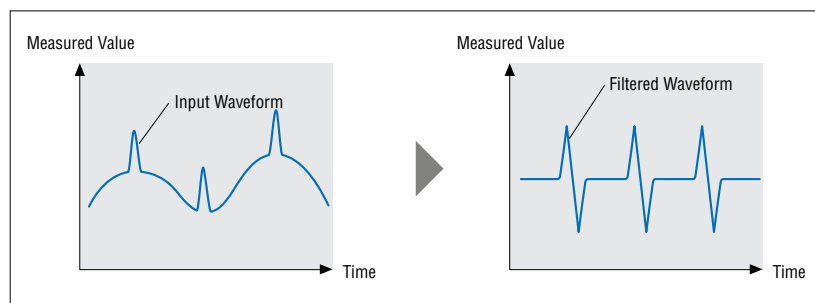 Measured Value
Input Waveform
Time
Measured Value
Filtered Waveform
Time